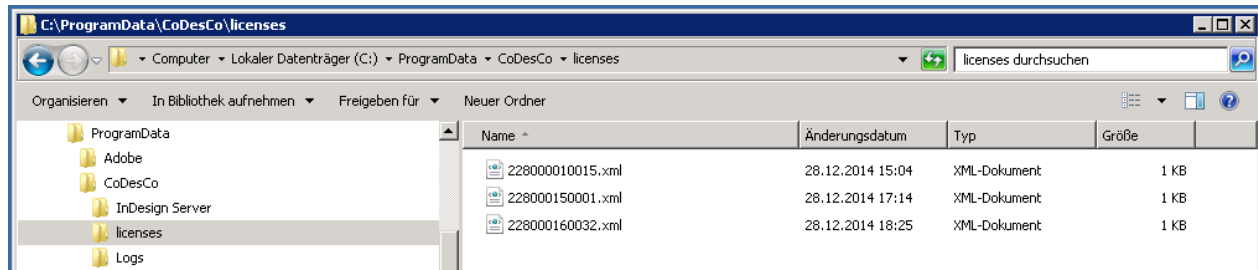 C:\ProgramData\CoDesCo\licenses
Computer Lokaler Datenträger (C:) ProgramData CoDesCo licenses licenses durchsuchen
Organisieren In Bibliothek aufnehmen Freigeben für Neuer Ordner
ProgramData
Adobe
CoDesCo
InDesign Server
licenses
Logs
Name Änderungsdatum Typ Größe
228000010015.xml 28.12.2014 15:04 XML-Dokument 1 KB
228000150001.xml 28.12.2014 17:14 XML-Dokument 1 KB
228000160032.xml 28.12.2014 18:25 XML-Dokument 1 KB